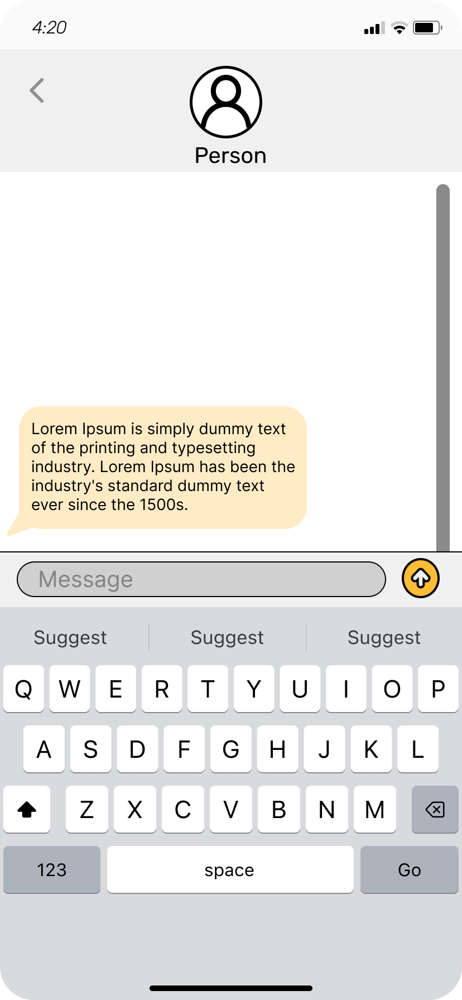 4:20
Person
Lorem Ipsum is simply dummy text
of the printing and typesetting
industry. Lorem Ipsum has been the
industry's standard dummy text
ever since the 1500s.
Message
Suggest Suggest Suggest
Q W E R T Y U I O P
A S D F G H J K L
Z X C V B N M
123 space Go